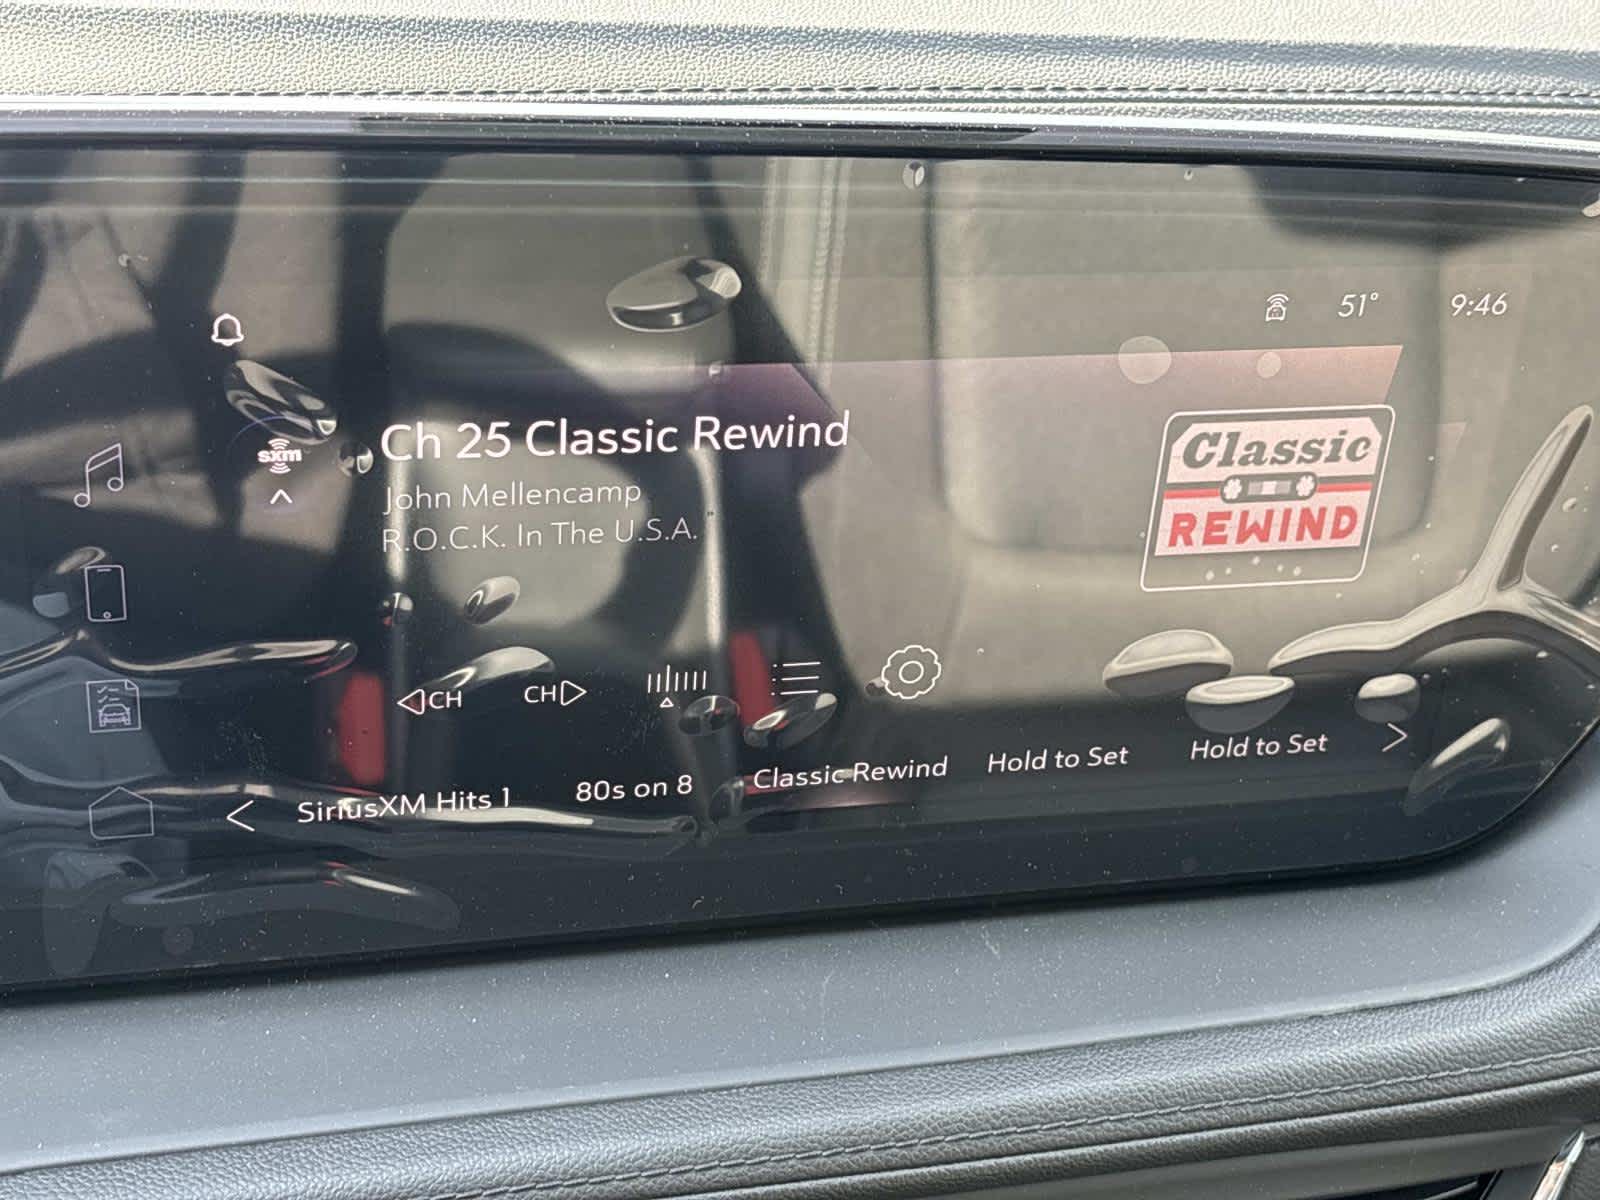 51° 9:46
sxm
Ch 25 Classic Rewind
John Mellencamp
R.O.C.K. In The U.S.A.
Classic
REWIND
CH CH
SiriusXM Hits 1 80s on 8 Classic Rewind Hold to Set Hold to Set